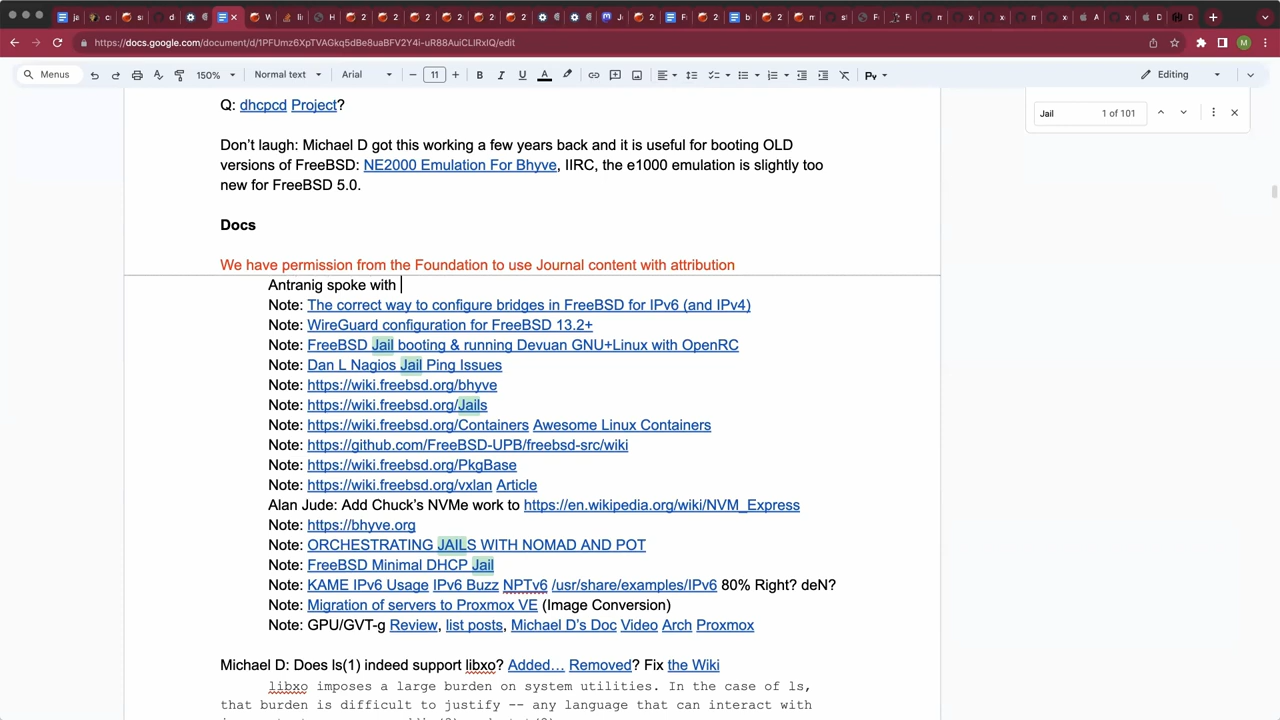 https://docs.google.com/document/d/1PFUmz6XpTVAGkq5dBe8uaBFV2Y4i-uR88AuiCLIRxIQ/edit
M
Menus
150%
Normal text
Arial
11
Editing
Jail
1 of 101
Q: dhcpcd Project?
Don’t laugh: Michael D got this working a few years back and it is useful for booting OLD
versions of FreeBSD: NE2000 Emulation For Bhyve, IIRC, the e1000 emulation is slightly too
new for FreeBSD 5.0.
Docs
We have permission from the Foundation to use Journal content with attribution
Antranig spoke with
Note: The correct way to configure bridges in FreeBSD for IPv6 (and IPv4)
Note: WireGuard configuration for FreeBSD 13.2+
Note: FreeBSD Jail booting & running Devuan GNU+Linux with OpenRC
Note: Dan L Nagios Jail Ping Issues
Note: https://wiki.freebsd.org/bhyve
Note: https://wiki.freebsd.org/Jails
Note: https://wiki.freebsd.org/Containers Awesome Linux Containers
Note: https://github.com/FreeBSD-UPB/freebsd-src/wiki
Note: https://wiki.freebsd.org/PkgBase
Note: https://wiki.freebsd.org/vxlan Article
Alan Jude: Add Chuck’s NVMe work to https://en.wikipedia.org/wiki/NVM_Express
Note: https://bhyve.org
Note: ORCHESTRATING JAILS WITH NOMAD AND POT
Note: FreeBSD Minimal DHCP Jail
Note: KAME IPv6 Usage IPv6 Buzz NPTv6 /usr/share/examples/IPv6 80% Right? deN?
Note: Migration of servers to Proxmox VE (Image Conversion)
Note: GPU/GVT-g Review, list posts, Michael D’s Doc Video Arch Proxmox
Michael D: Does ls(1) indeed support libxo? Added… Removed? Fix the Wiki
libxo imposes a large burden on system utilities. In the case of ls,
that burden is difficult to justify -- any language that can interact with